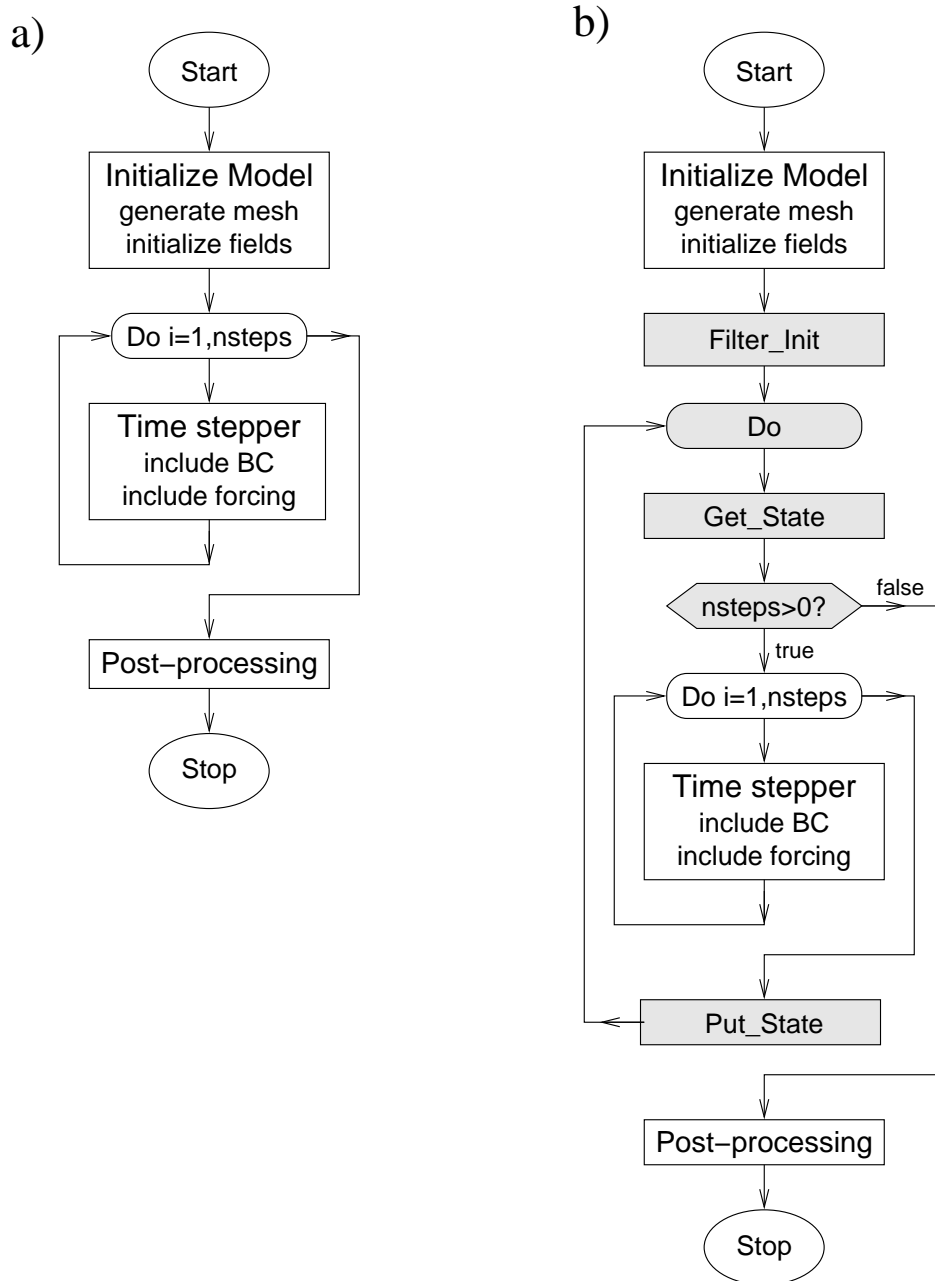 a)
Start
Initialize Model
generate mesh
initialize fields
Do i=1,nsteps
Time stepper
include BC
include forcing
Post−processing
Stop
b)
Start
Initialize Model
generate mesh
initialize fields
Filter_Init
Do
Get_State
nsteps>0?
false
true
Do i=1,nsteps
Time stepper
include BC
include forcing
Put_State
Post−processing
Stop